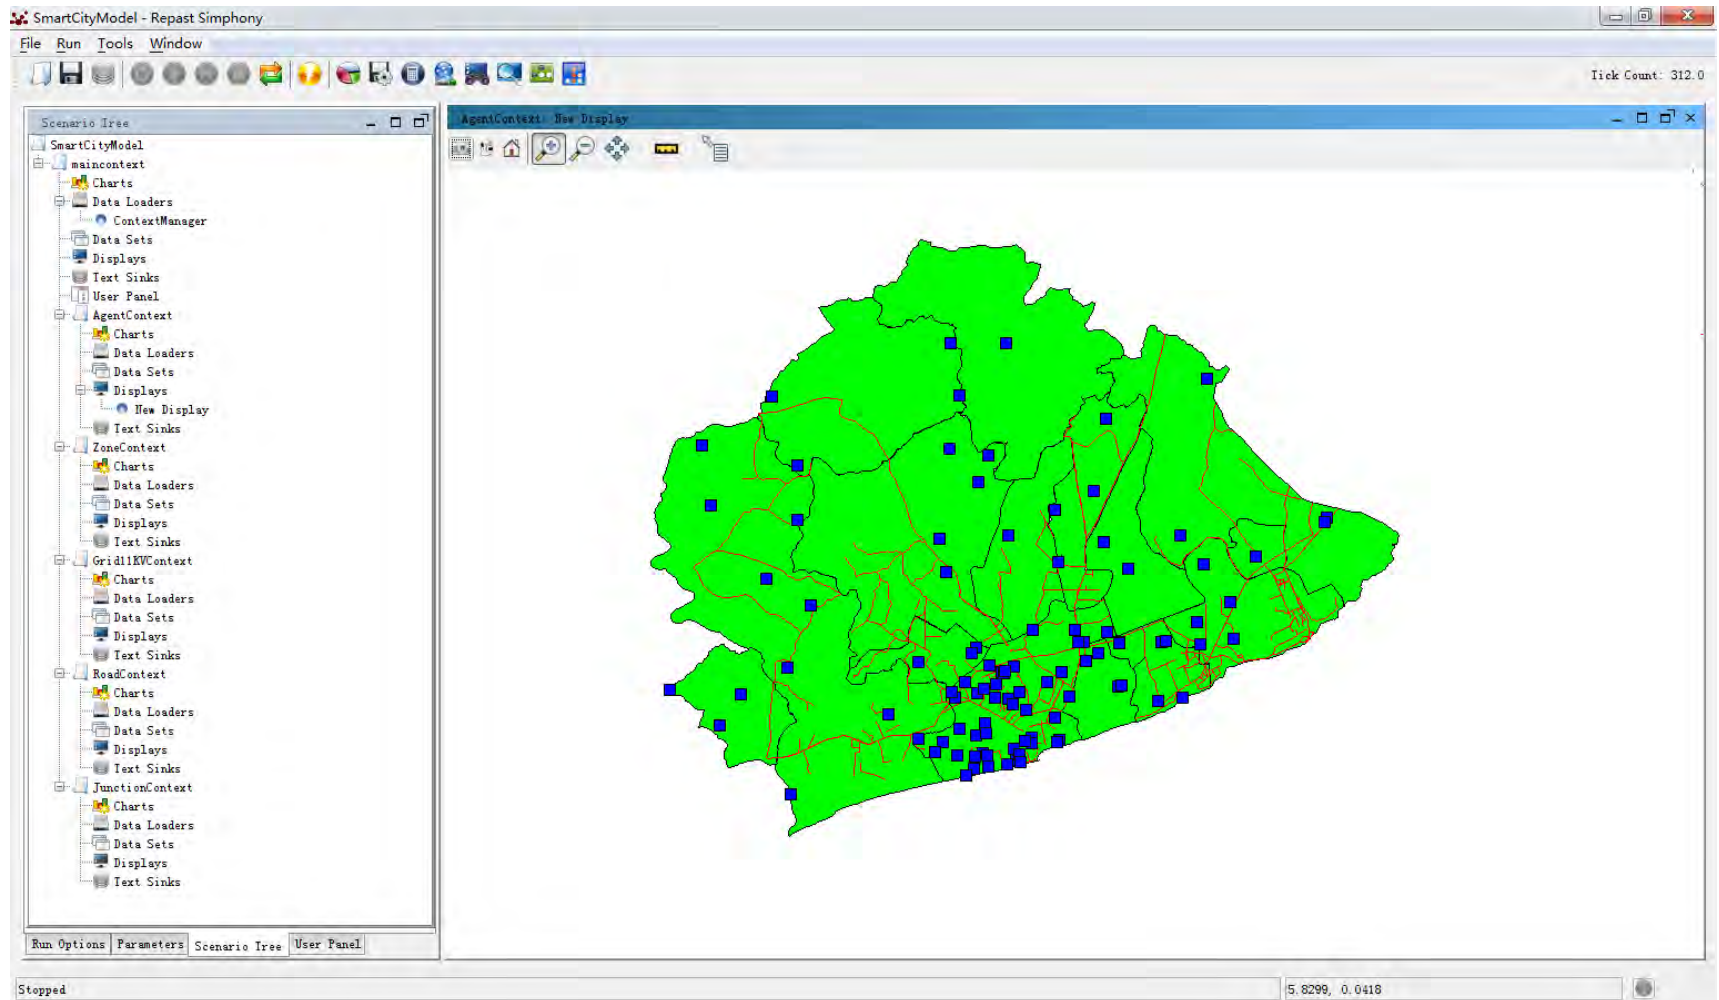 SmartCityModel - Repast Simphony
File Run Tools Window
Tick Count: 312.0
Scenario Tree
SmartCityModel
maincontext
Charts
Data Loaders
ContextManager
Data Sets
Displays
Text Sinks
User Panel
AgentContext
Charts
Data Loaders
Data Sets
Displays
New Display
Text Sinks
ZoneContext
Charts
Data Loaders
Data Sets
Displays
Text Sinks
Grid11KVContext
Charts
Data Loaders
Data Sets
Displays
Text Sinks
RoadContext
Charts
Data Loaders
Data Sets
Displays
Text Sinks
JunctionContext
Charts
Data Loaders
Data Sets
Displays
Text Sinks
Run Options Parameters Scenario Tree User Panel
AgentContext: New Display
Stopped
5.8299, 0.0418